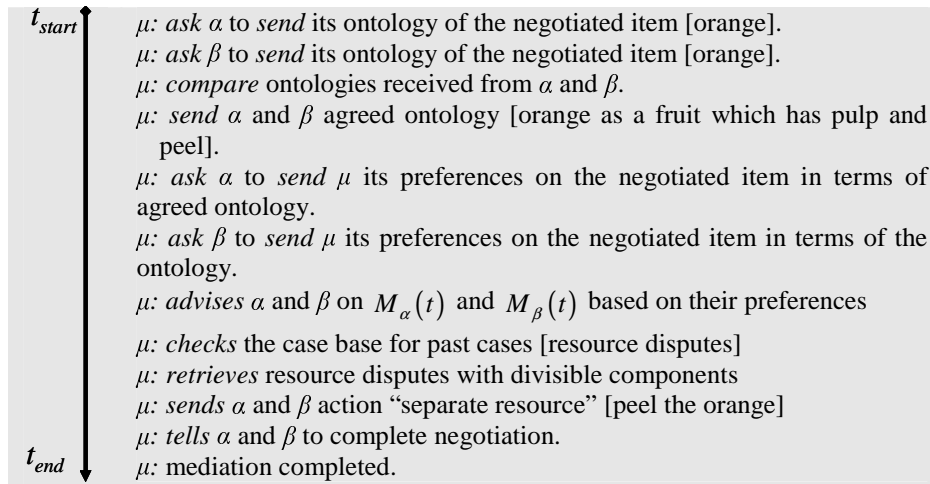 t_start μ: ask α to send its ontology of the negotiated item [orange].
μ: ask β to send its ontology of the negotiated item [orange].
μ: compare ontologies received from α and β.
μ: send α and β agreed ontology [orange as a fruit which has pulp and
peel].
μ: ask α to send μ its preferences on the negotiated item in terms of
agreed ontology.
μ: ask β to send μ its preferences on the negotiated item in terms of the
ontology.
μ: advises α and β on M_α(t) and M_β(t) based on their preferences
μ: checks the case base for past cases [resource disputes]
μ: retrieves resource disputes with divisible components
μ: sends α and β action “separate resource” [peel the orange]
μ: tells α and β to complete negotiation.
t_end μ: mediation completed.